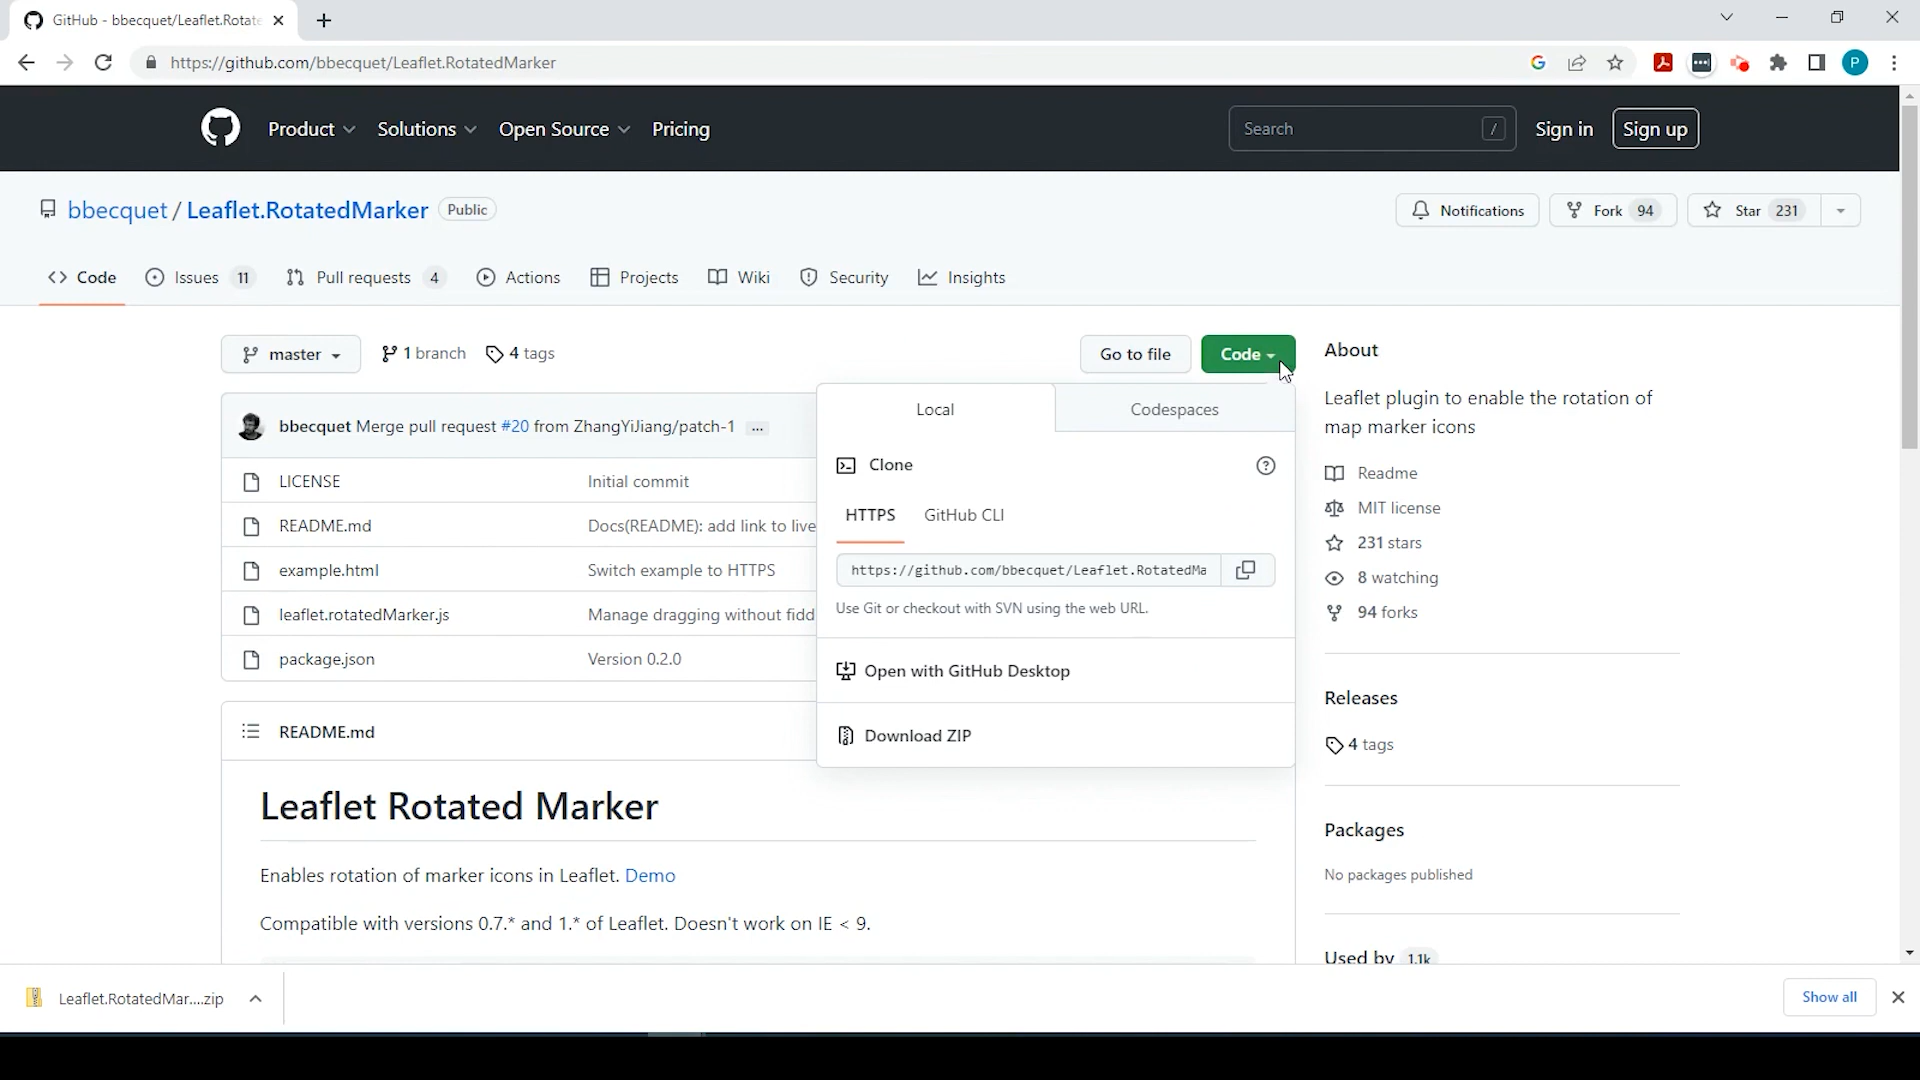 GitHub - bbecquet/Leaflet.Rotate
https://github.com/bbecquet/Leaflet.RotatedMarker
P
Product Solutions Open Source Pricing
Search /
Sign in Sign up
bbecquet / Leaflet.RotatedMarker Public
Notifications Fork 94 Star 231
Code Issues 11 Pull requests 4 Actions Projects Wiki Security Insights
master 1 branch 4 tags
Go to file Code
bbecquet Merge pull request #20 from ZhangYiJiang/patch-1 ...
LICENSE Initial commit
README.md Docs(README): add link to live
example.html Switch example to HTTPS
leaflet.rotatedMarker.js Manage dragging without fidd
package.json Version 0.2.0
Local Codespaces
Clone
HTTPS GitHub CLI
https://github.com/bbecquet/Leaflet.RotatedMa
Use Git or checkout with SVN using the web URL.
Open with GitHub Desktop
Download ZIP
README.md
Leaflet Rotated Marker
Enables rotation of marker icons in Leaflet. Demo
Compatible with versions 0.7.* and 1.* of Leaflet. Doesn't work on IE < 9.
About
Leaflet plugin to enable the rotation of
map marker icons
Readme
MIT license
231 stars
8 watching
94 forks
Releases
4 tags
Packages
No packages published
Used by 1.1k
Leaflet.RotatedMar....zip
Show all